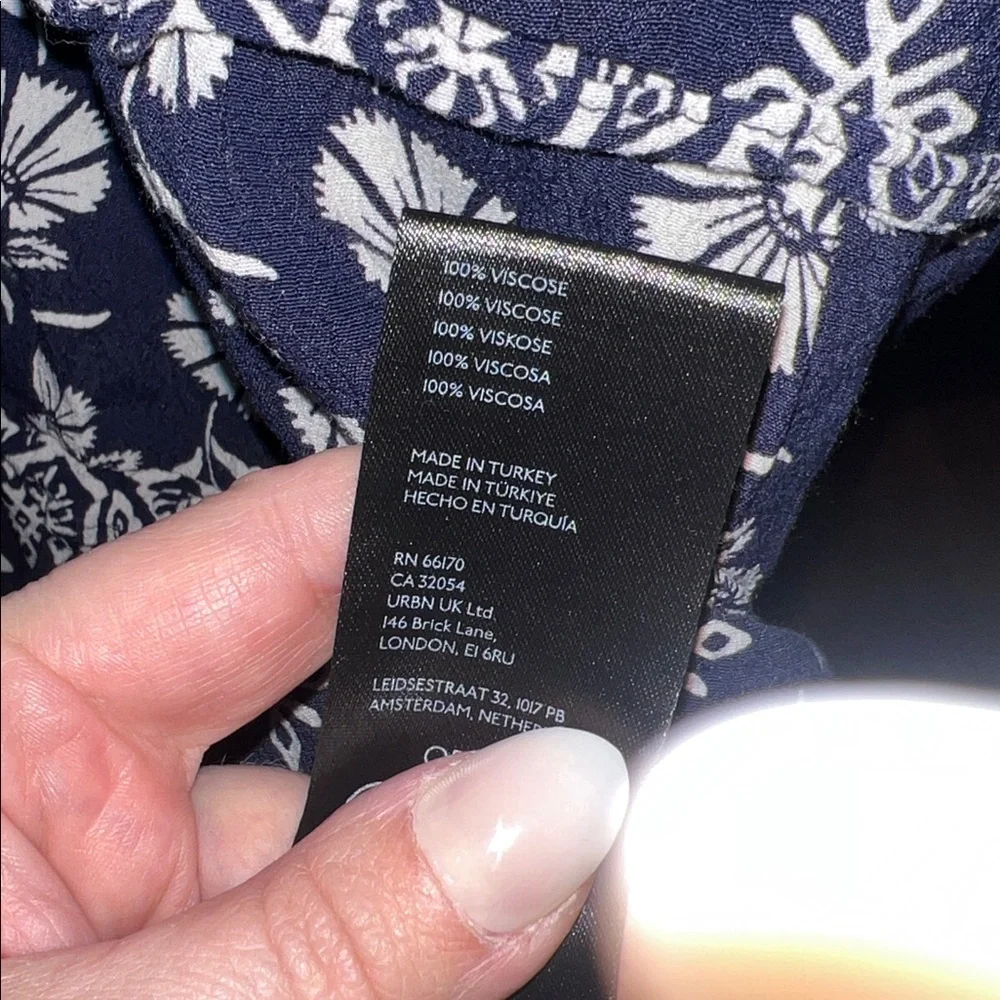 100% VISCOSE
100% VISCOSE
100% VISKOSE
100% VISCOSA
100% VISCOSA
MADE IN TURKEY
MADE IN TÜRKIYE
HECHO EN TURQUÍA
RN 66170
CA 32054
URBN UK Ltd.
146 Brick Lane,
LONDON, E1 6RU
LEIDSESTRAAT 32, 1017 PB
AMSTERDAM,